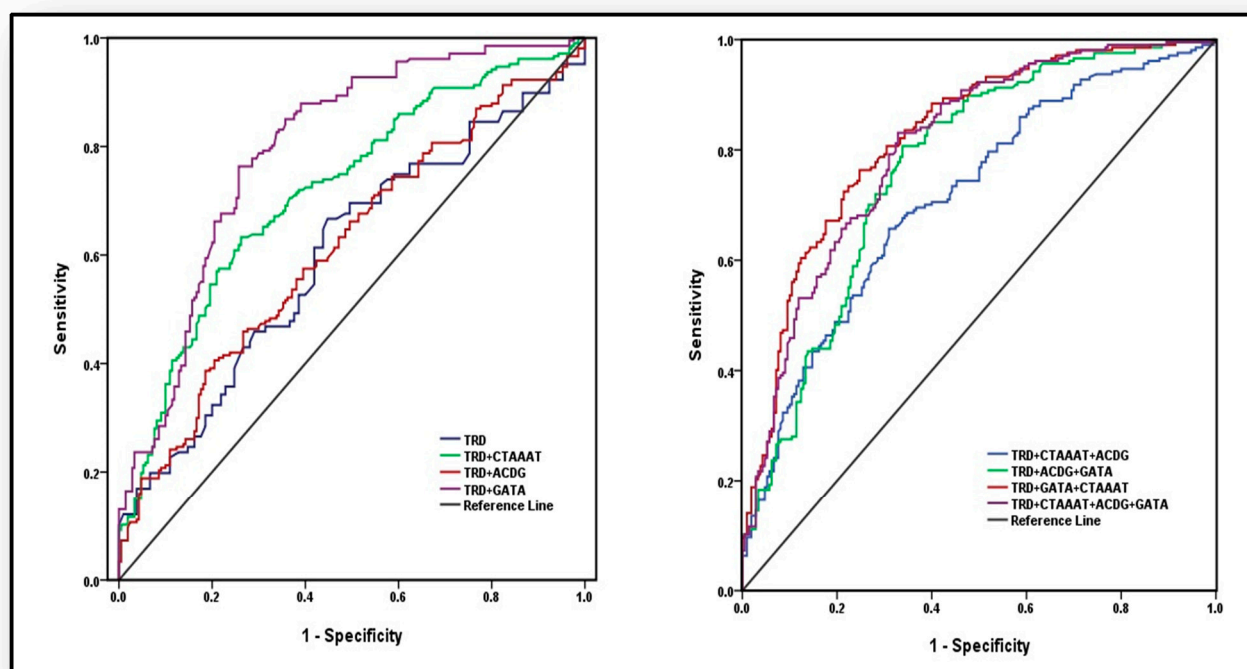 1.0
0.8
0.6
0.4
0.2
0.0
Sensitivity
0.0 0.2 0.4 0.6 0.8 1.0
1 - Specificity
TRD
TRD+CTAAAT
TRD+ACDG
TRD+GATA
Reference Line
1.0
0.8
0.6
0.4
0.2
0.0
Sensitivity
0.0 0.2 0.4 0.6 0.8 1.0
1 - Specificity
TRD+CTAAAT+ACDG
TRD+ACDG+GATA
TRD+GATA+CTAAAT
TRD+CTAAAT+ACDG+GATA
Reference Line